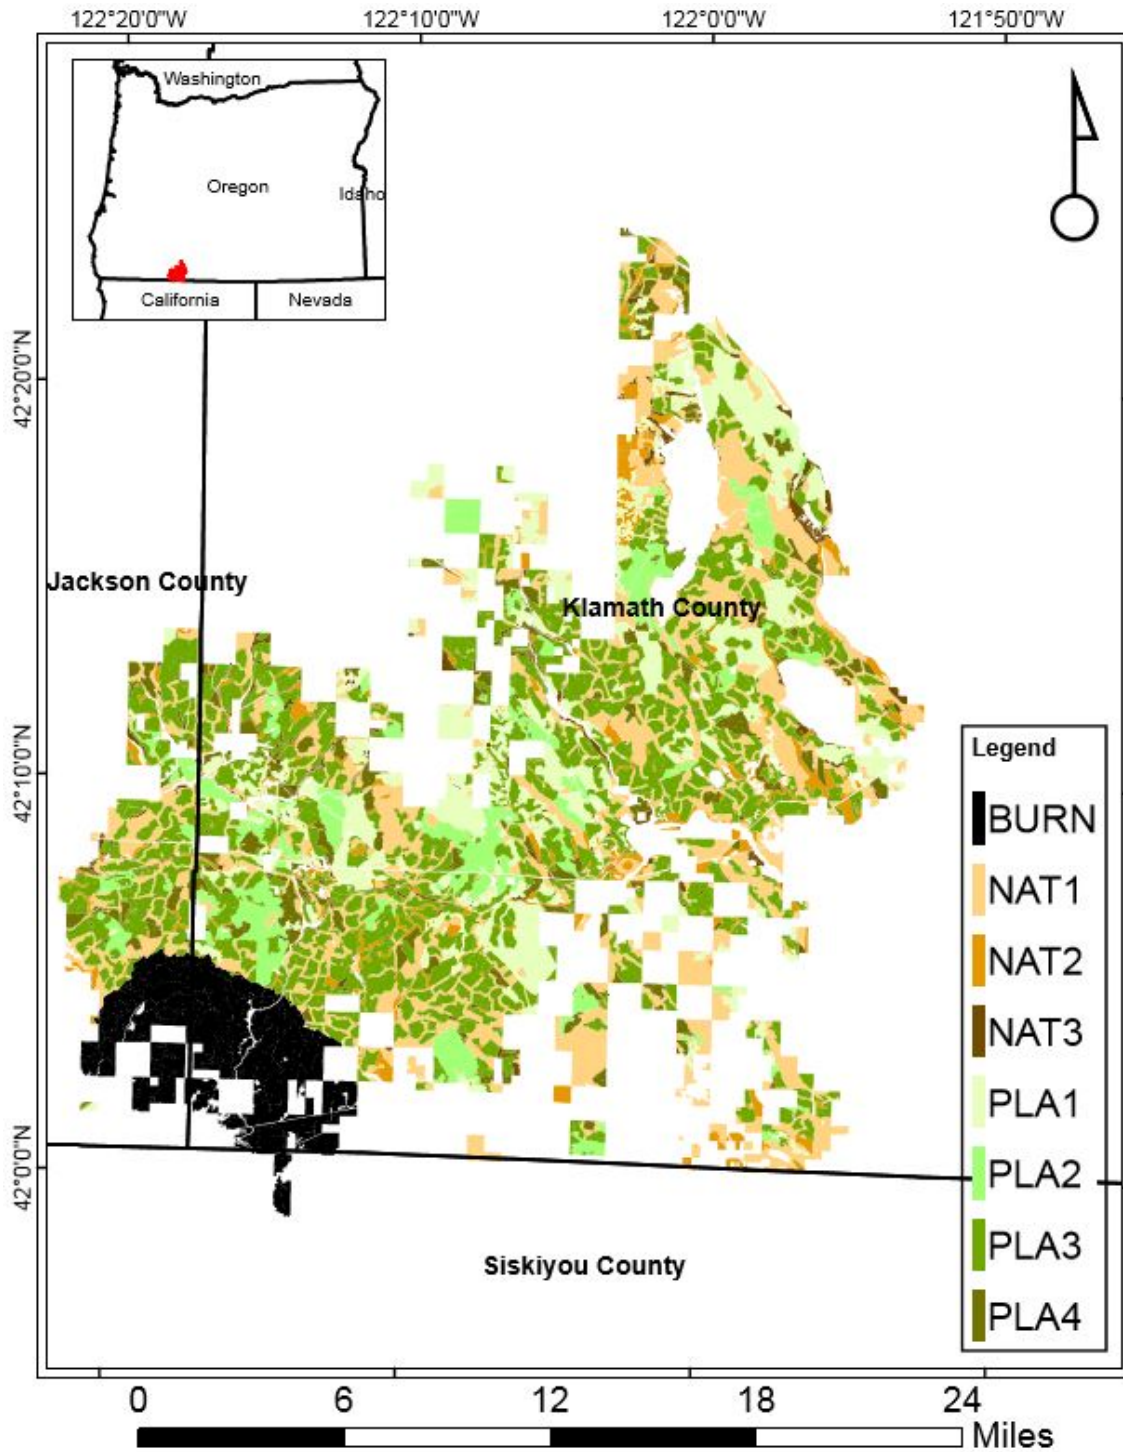 122°20'0"W 122°10'0"W 122°0'0"W 121°50'0"W
Washington
Oregon
Idaho
California
Nevada
42°20'0"N
Jackson County
Klamath County
42°10'0"N
Legend
BURN
NAT1
NAT2
NAT3
PLA1
PLA2
PLA3
PLA4
42°0'0"N
Siskiyou County
0 6 12 18 24
Miles